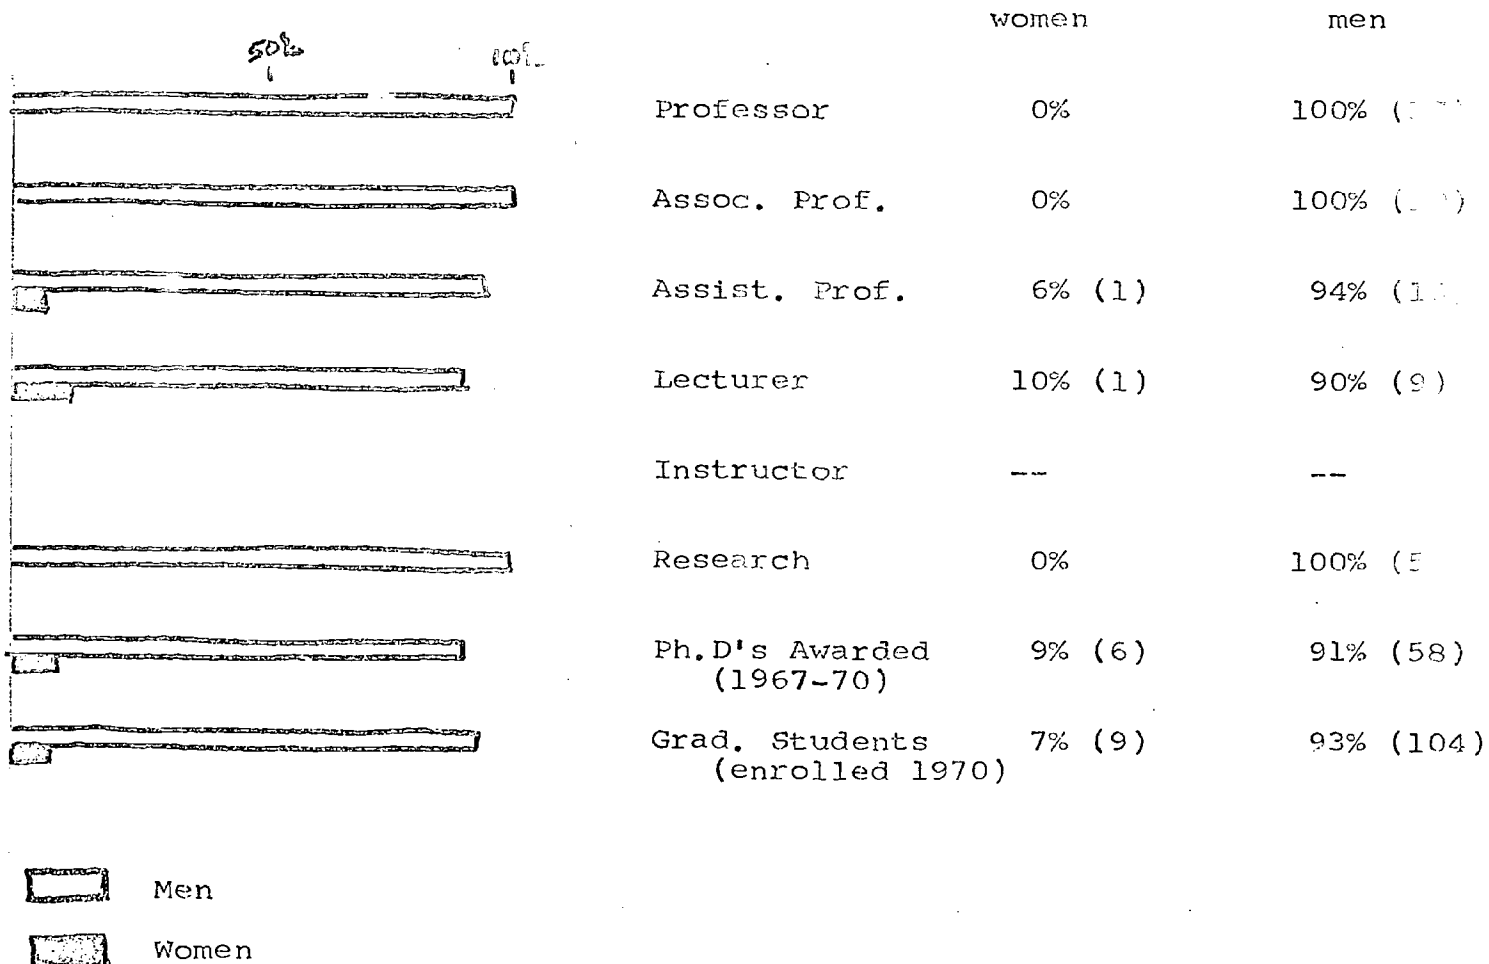 women men
50%
Professor 0% 100%
Assoc. Prof. 0% 100%
Assist. Prof. 6% (1) 94%
Lecturer 10% (1) 90% (9)
Instructor -- --
Research 0% 100%
Ph.D's Awarded 9% (6) 91% (58)
(1967-70)
Grad. Students 7% (9) 93% (104)
(enrolled 1970)
Men
Women